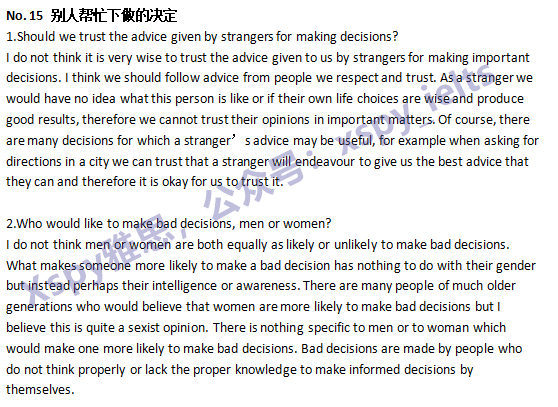 No. 15 别人帮忙下做的决定
1.Should we trust the advice given by strangers for making decisions?
I do not think it is very wise to trust the advice given to us by strangers for making important
decisions. I think we should follow advice from people we respect and trust. As a stranger we
would have no idea what this person is like or if their own life choices are wise and produce
good results, therefore we cannot trust their opinions in important matters. Of course, there
are many decisions for which a stranger’s advice may be useful, for example when asking for
directions in a city we can trust that a stranger will endeavour to give us the best advice that
they can and therefore it is okay for us to trust it.
2.Who would like to make bad decisions, men or women?
I do not think men or women are both equally as likely or unlikely to make bad decisions.
What makes someone more likely to make a bad decision has nothing to do with their gender
but instead perhaps their intelligence or awareness. There are many people of much older
generations who would believe that women are more likely to make bad decisions but I
believe this is quite a sexist opinion. There is nothing specific to men or to woman which
would make one more likely to make bad decisions. Bad decisions are made by people who
do not think properly or lack the proper knowledge to make informed decisions by
themselves.
Xspy雅思，公众号：xspy_ielts